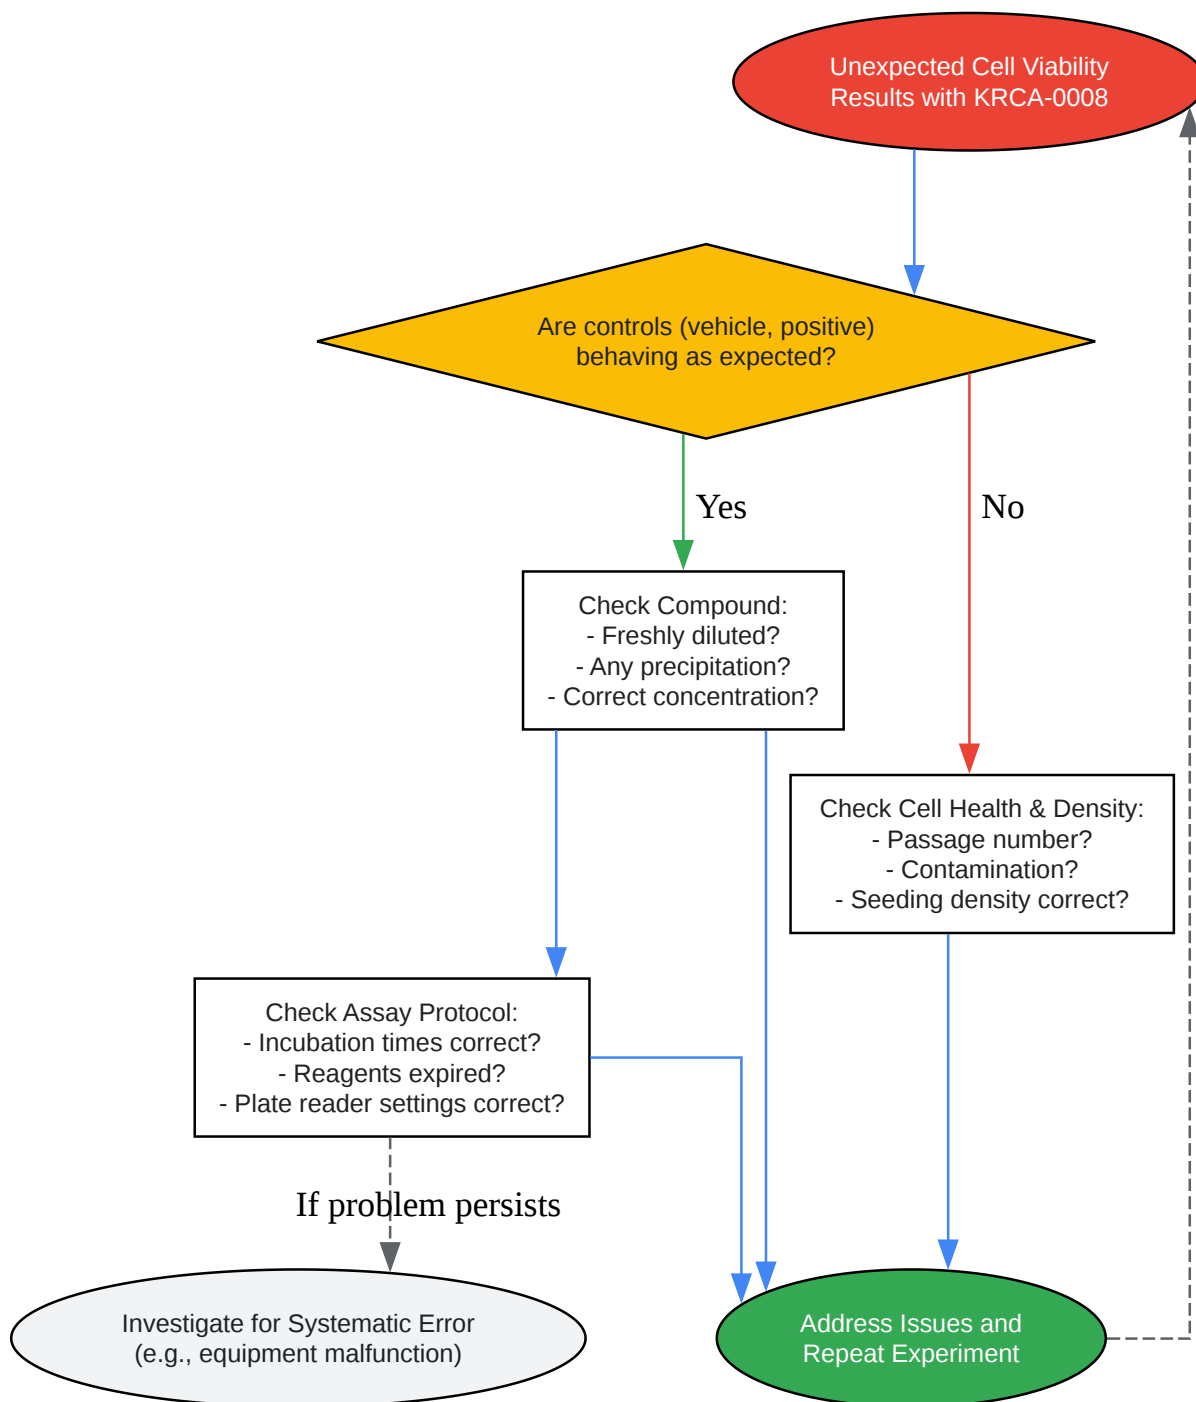 Unexpected Cell Viability
Results with KRCA-0008
Are controls (vehicle, positive)
behaving as expected?
Yes
No
Check Compound:
- Freshly diluted?
- Any precipitation?
- Correct concentration?
Check Cell Health & Density:
- Passage number?
- Contamination?
- Seeding density correct?
Check Assay Protocol:
- Incubation times correct?
- Reagents expired?
- Plate reader settings correct?
If problem persists
Investigate for Systematic Error
(e.g., equipment malfunction)
Address Issues and
Repeat Experiment